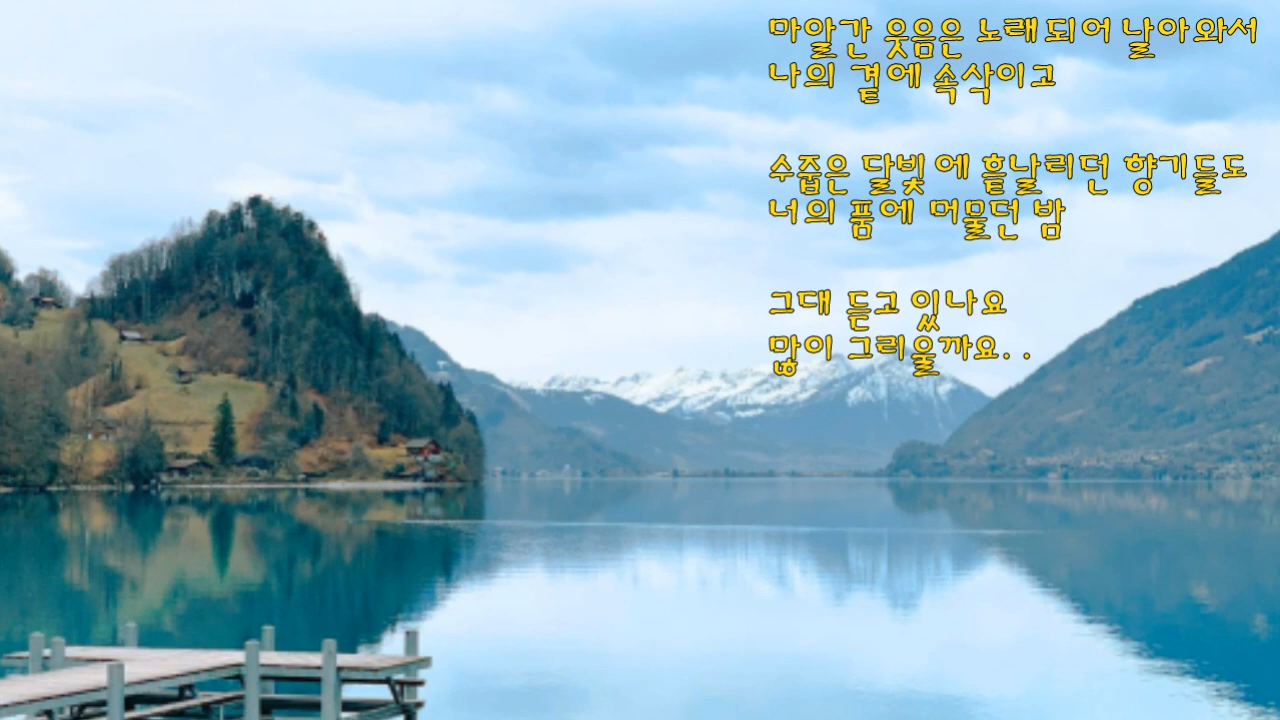 마알간 웃음은 노래되어 날아와서
나의 곁에 속삭이고
수줍은 달빛에 흩날리던 향기들도
너의 품에 머물던 밤
그대 듣고 있나요
많이 그리울까요..